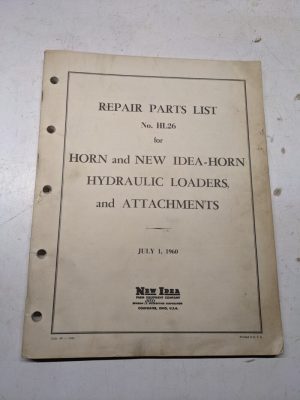 REPAIR PARTS LIST
No. HL26
for
HORN and NEW IDEA-HORN
HYDRAULIC LOADERS,
and ATTACHMENTS
JULY 1, 1960
NEW IDEA
FARM EQUIPMENT COMPANY
COLDWATER, OHIO, U.S.A.